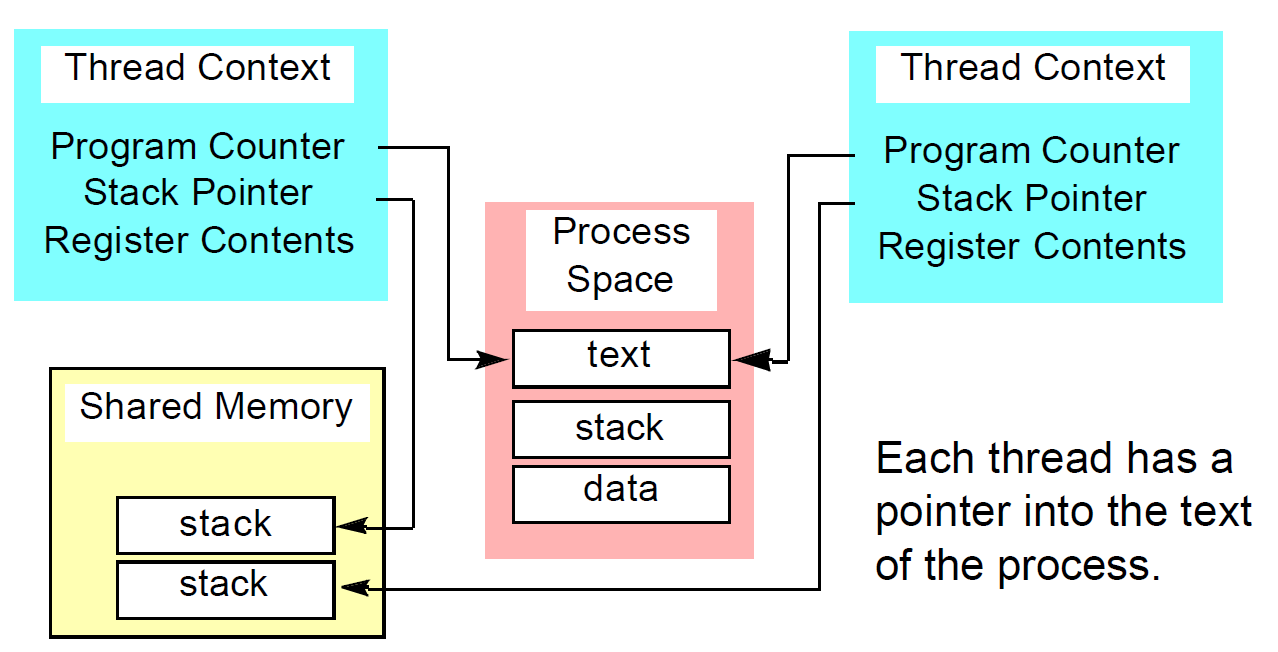 Thread Context
Program Counter
Stack Pointer
Register Contents
Thread Context
Program Counter
Stack Pointer
Register Contents
Process
Space
text
stack
data
Shared Memory
stack
stack
Each thread has a
pointer into the text
of the process.